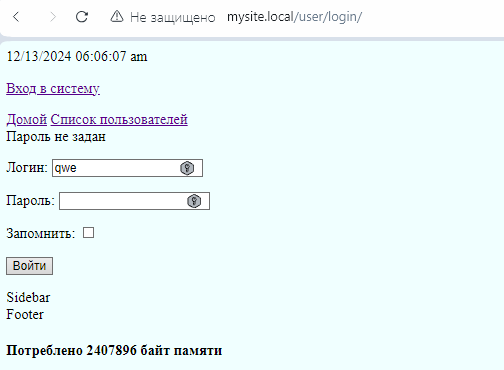 Не защищено mysite.local/user/login/
12/13/2024 06:06:07 am
Вход в систему
Домой Список пользователей
Пароль не задан
Логин: qwe
Пароль:
Запомнить:
Войти
Sidebar
Footer
Потреблено 2407896 байт памяти